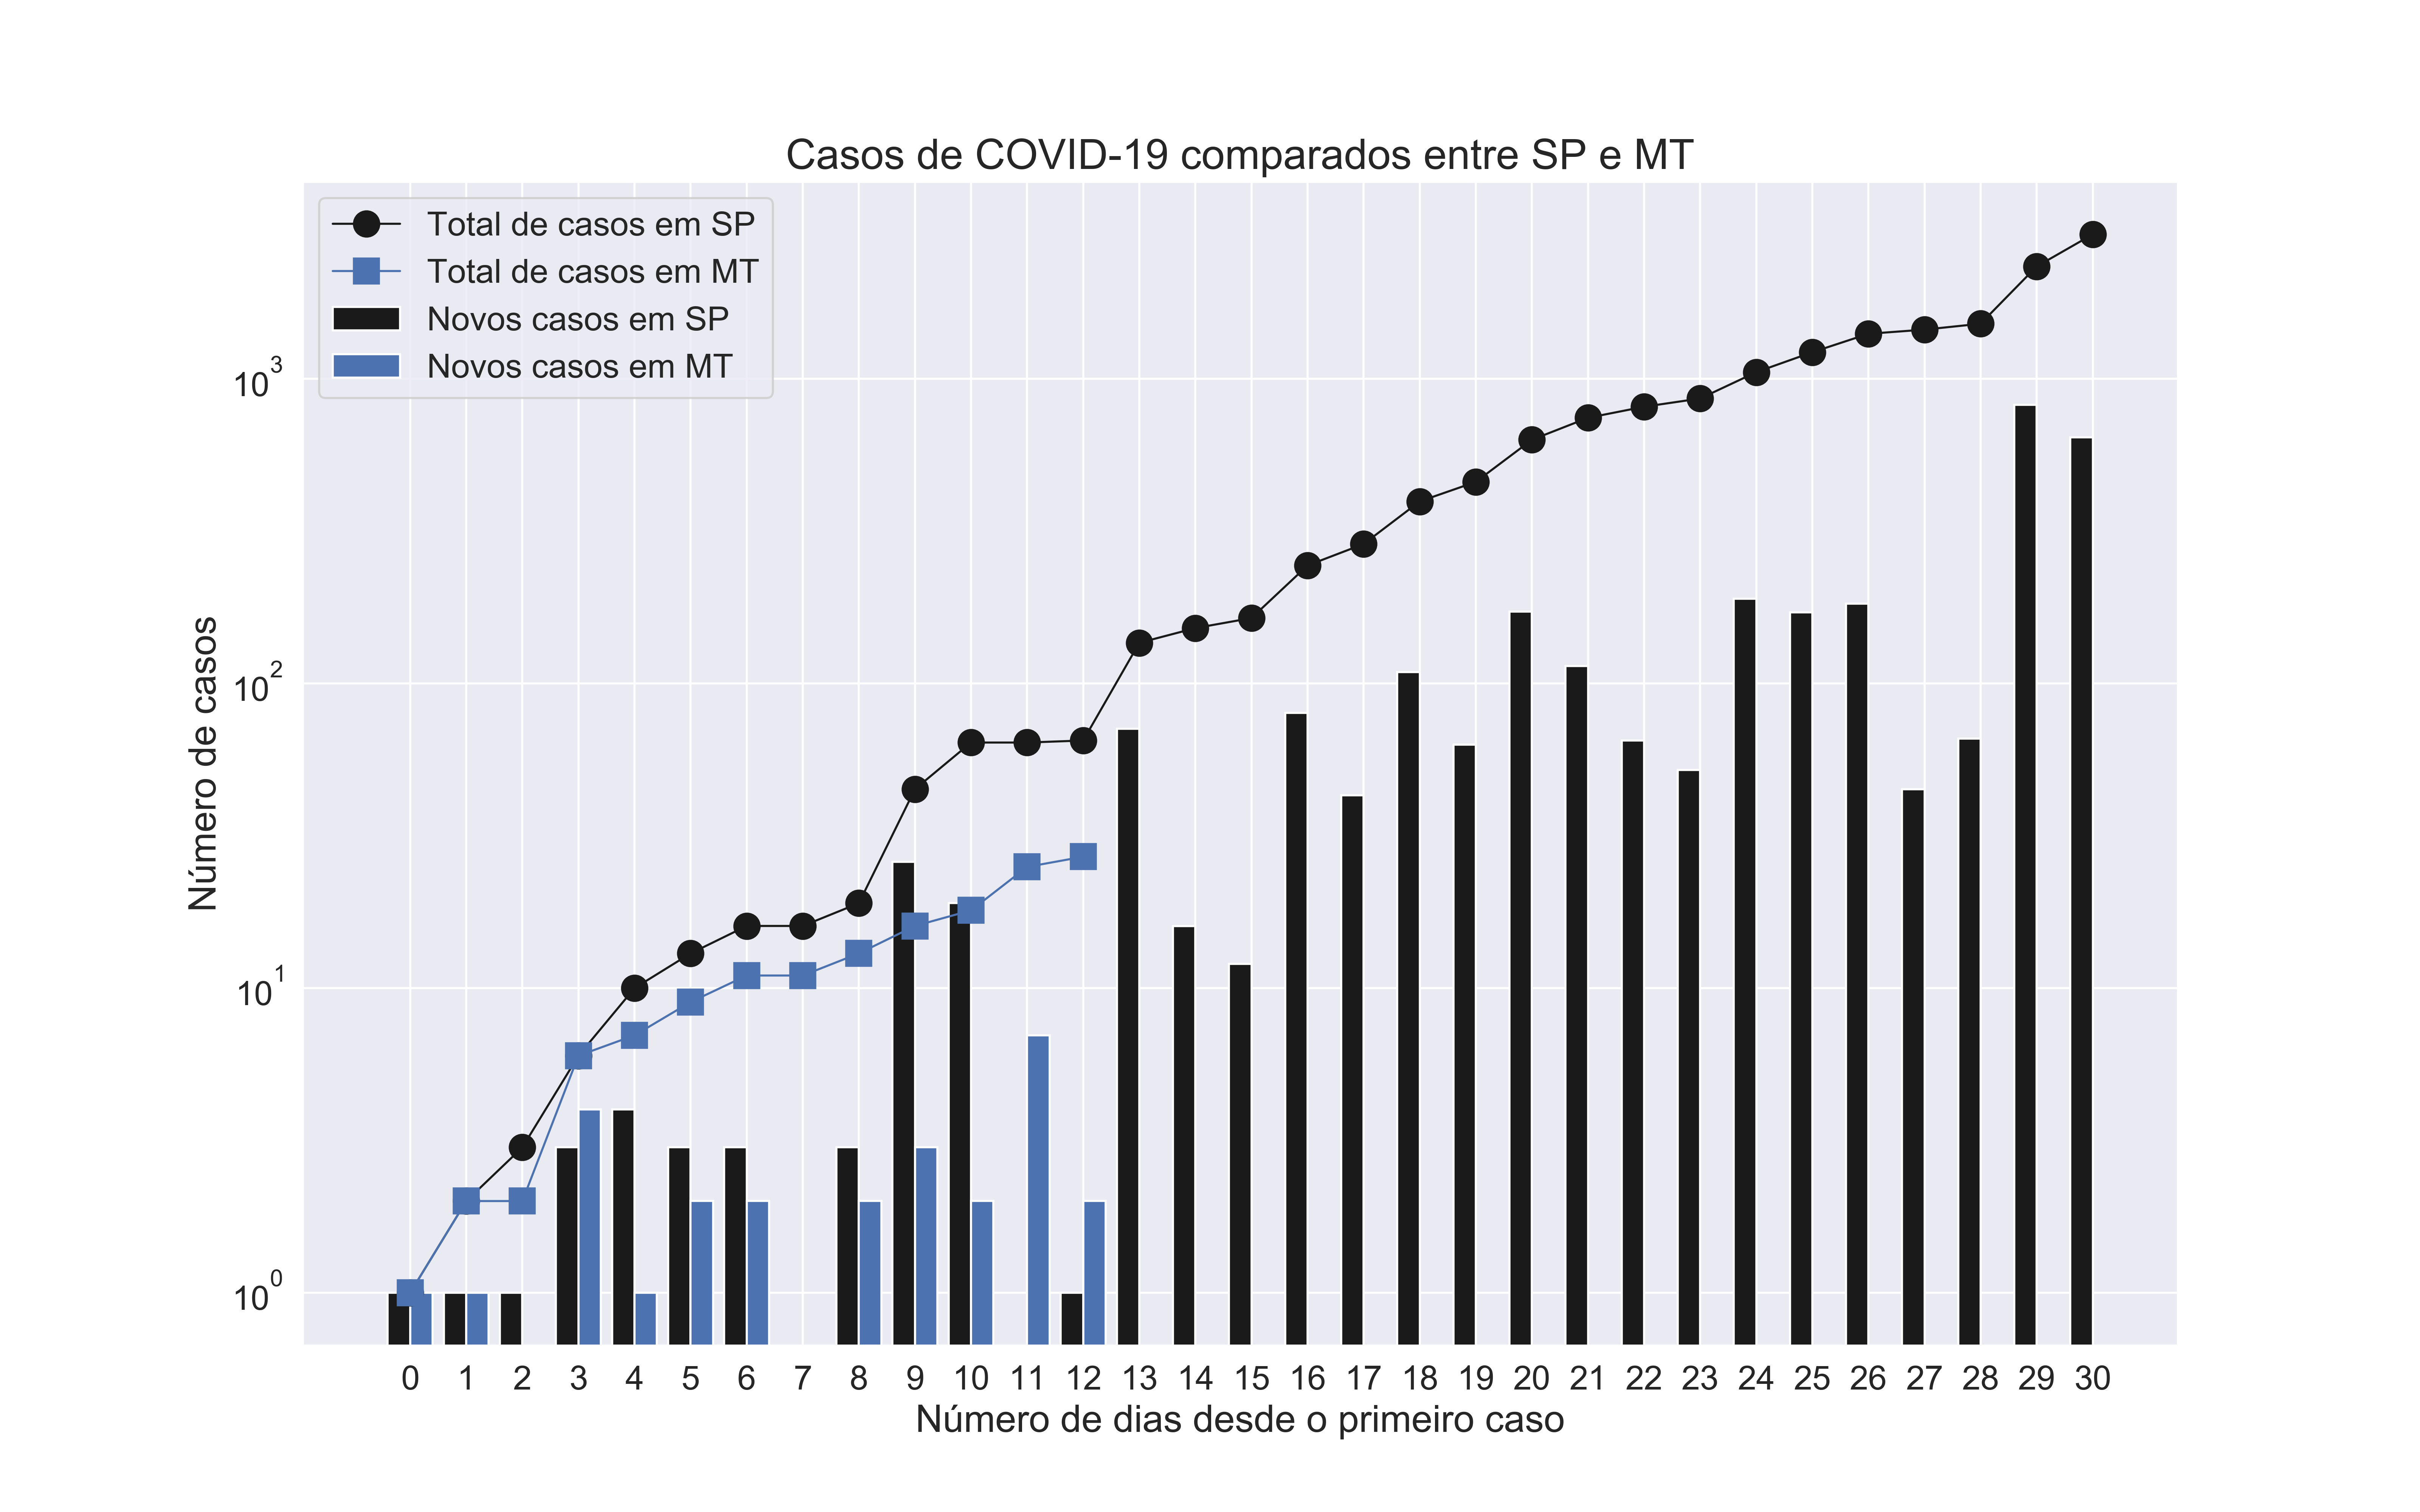 Casos de COVID-19 comparados entre SP e MT
Total de casos em SP
Total de casos em MT
Novos casos em SP
Novos casos em MT
Número de casos
10³
10²
10¹
10⁰
0 1 2 3 4 5 6 7 8 9 10 11 12 13 14 15 16 17 18 19 20 21 22 23 24 25 26 27 28 29 30
Número de dias desde o primeiro caso